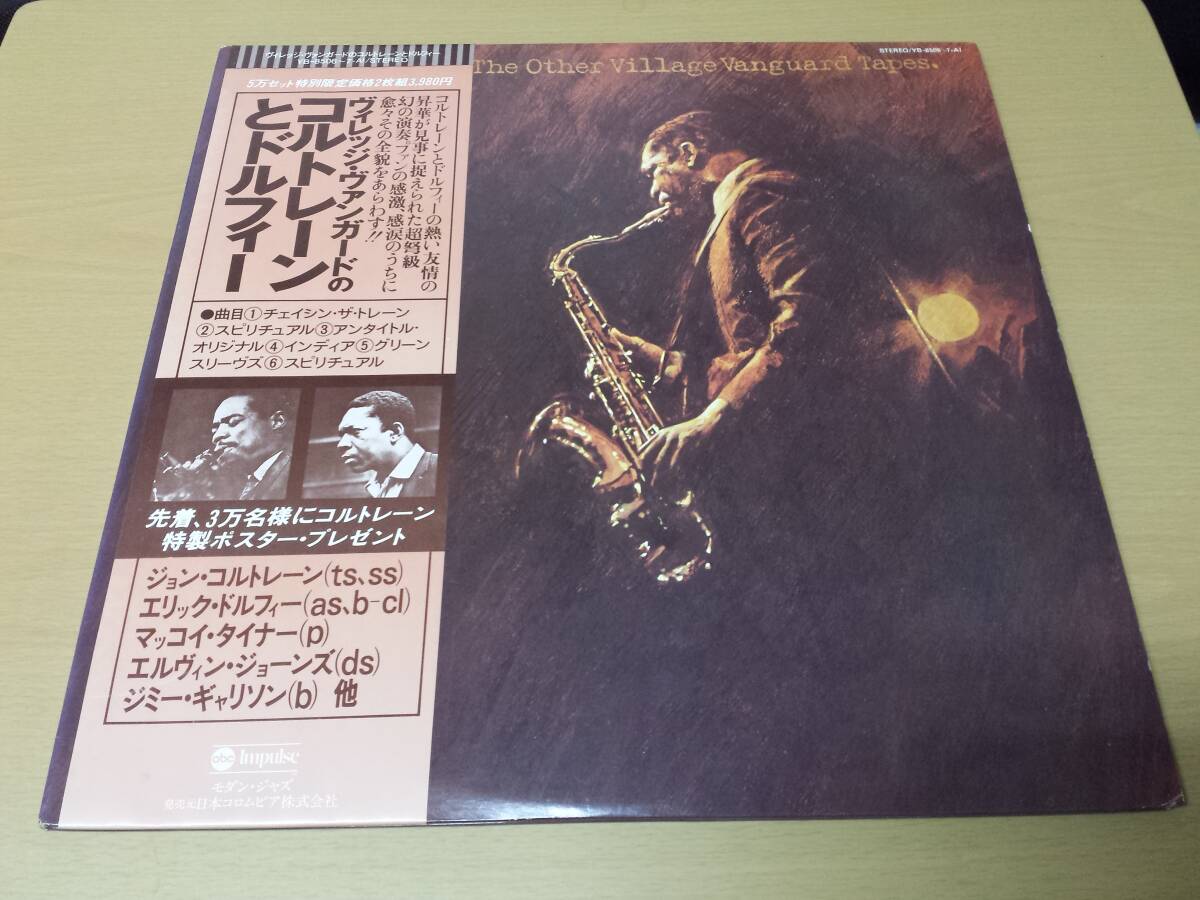 ヴィレッジ・ヴァンガードのコルトレーンとドルフィー
YB-8506~7-AI/STEREO
5万セット特別限定価格2枚組3,980円
コルトレーンとドルフィーの熱い友情の
昇華が見事に捉えられた超弩級
幻の演奏。ファンの感激、感涙のうちに
愈々その全貌をあらわす!!
ヴィレッジ・ヴァンガードの
コルトレーン
とドルフィー
●曲目①チェイシン・ザ・トレーン
②スピリチュアル③アンタイトル・
オリジナル④インディア⑤グリーン
スリーヴズ⑥スピリチュアル
先着、3万名様にコルトレーン
特製ポスター・プレゼント
ジョン・コルトレーン(ts、ss)
エリック・ドルフィー(as、b-cl)
マッコイ・タイナー(p)
エルヴィン・ジョーンズ(ds)
ジミー・ギャリソン(b) 他
abc Impulse
モダン・ジャズ
発売元日本コロムビア株式会社
STEREO/YB-8506~7-AI
The Other Village Vanguard Tapes.